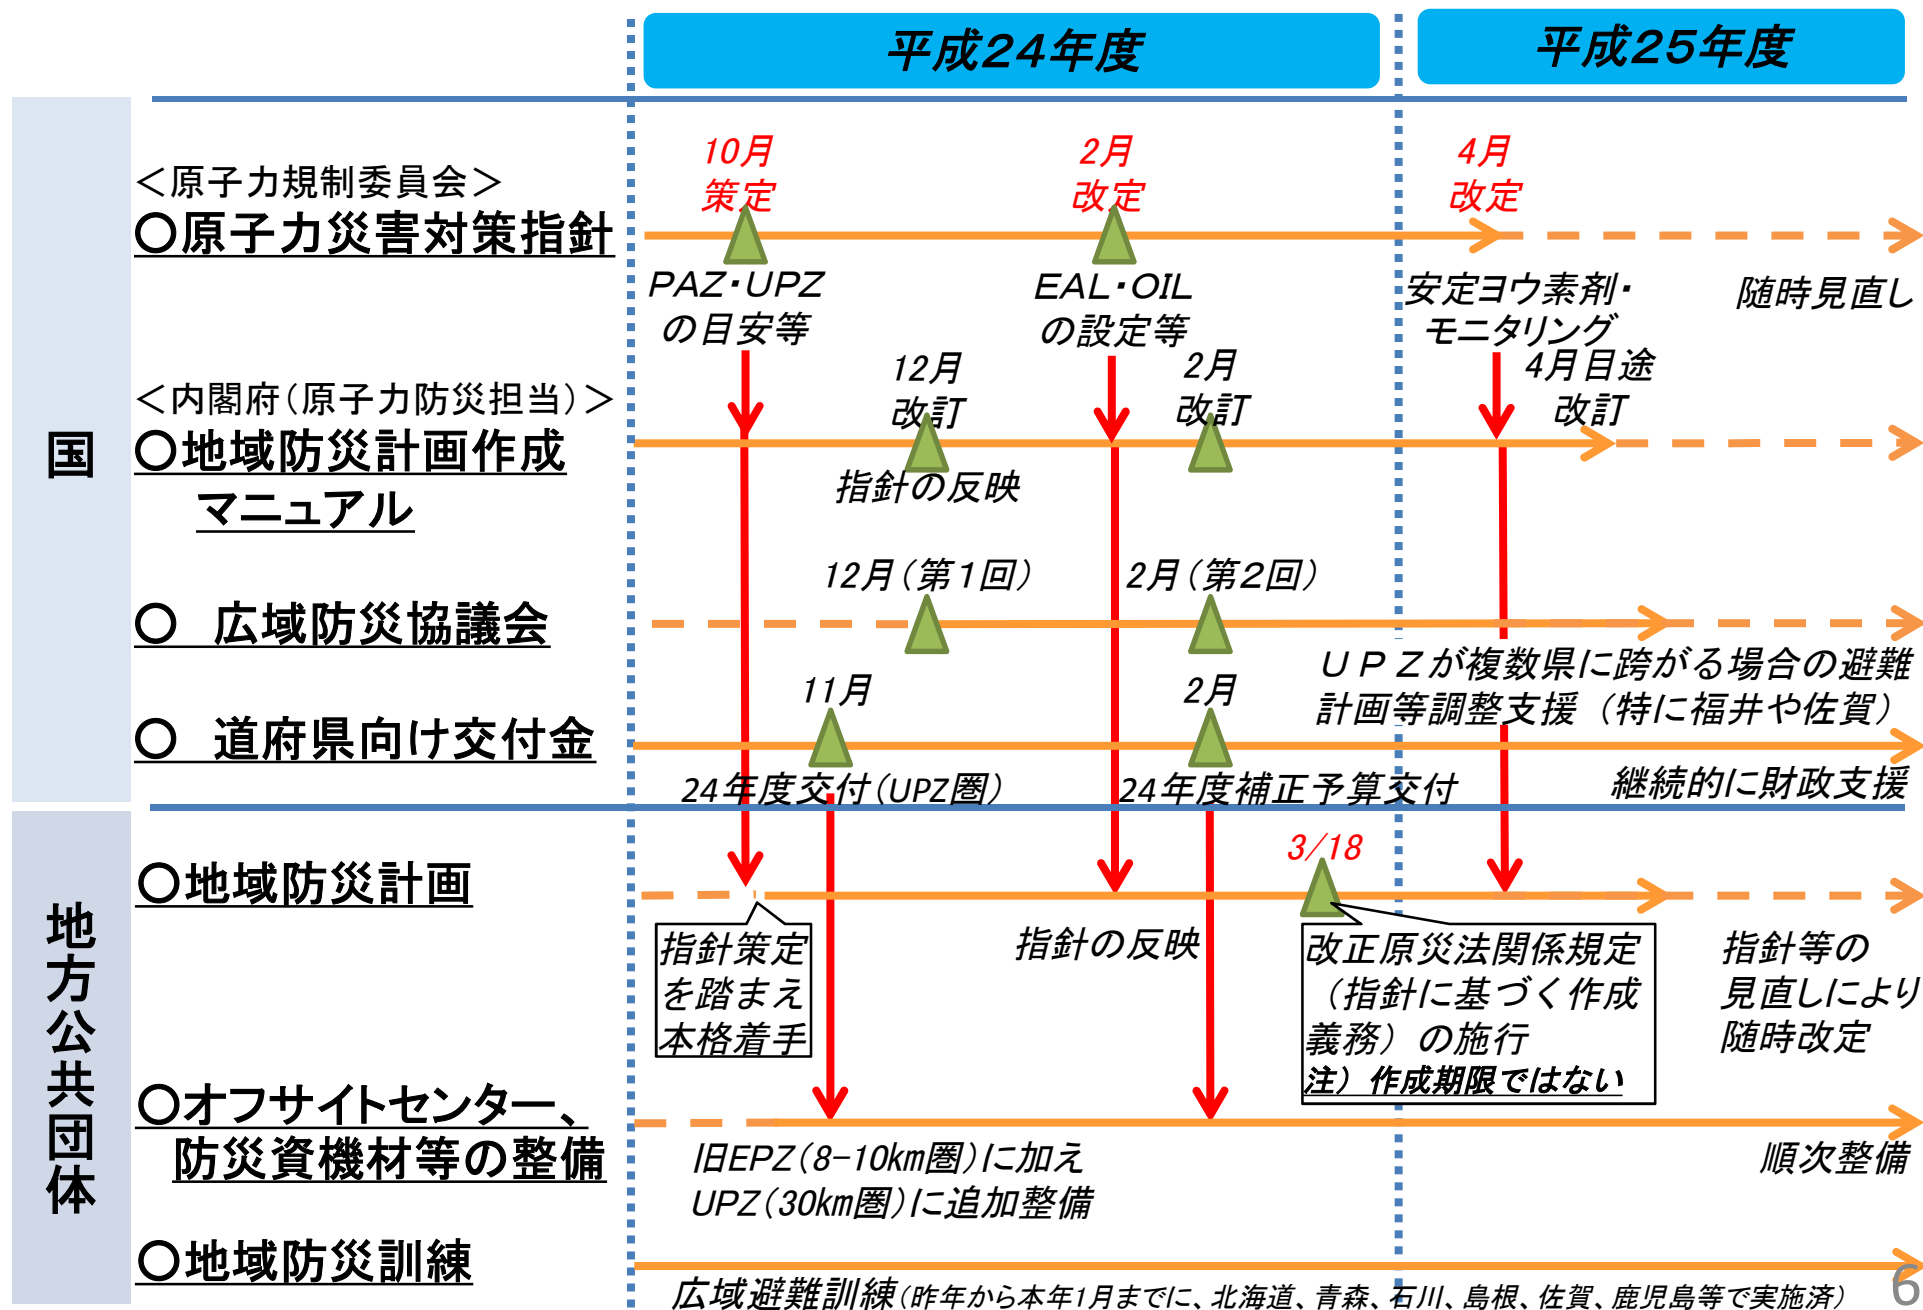 平成24年度
平成25年度
国
＜原子力規制委員会＞
○原子力災害対策指針
10月
策定
2月
改定
4月
改定
PAZ・UPZ
の目安等
EAL・OIL
の設定等
安定ヨウ素剤・
モニタリング
随時見直し
＜内閣府（原子力防災担当）＞
○地域防災計画作成
マニュアル
12月
改訂
2月
改訂
4月目途
改訂
指針の反映
○　広域防災協議会
12月（第１回）
2月（第２回）
ＵＰＺが複数県に跨がる場合の避難
計画等調整支援（特に福井や佐賀）
○　道府県向け交付金
11月
2月
24年度交付（UPZ圏）
24年度補正予算交付
継続的に財政支援
地方公共団体
○地域防災計画
3/18
指針策定
を踏まえ
本格着手
指針の反映
改正原災法関係規定
（指針に基づく作成
義務）の施行
注）作成期限ではない
指針等の
見直しにより
随時改定
○オフサイトセンター、
防災資機材等の整備
旧EPZ（8-10km圏）に加え
UPZ（30km圏）に追加整備
順次整備
○地域防災訓練
広域避難訓練（昨年から本年1月までに、北海道、青森、石川、島根、佐賀、鹿児島等で実施済）
6